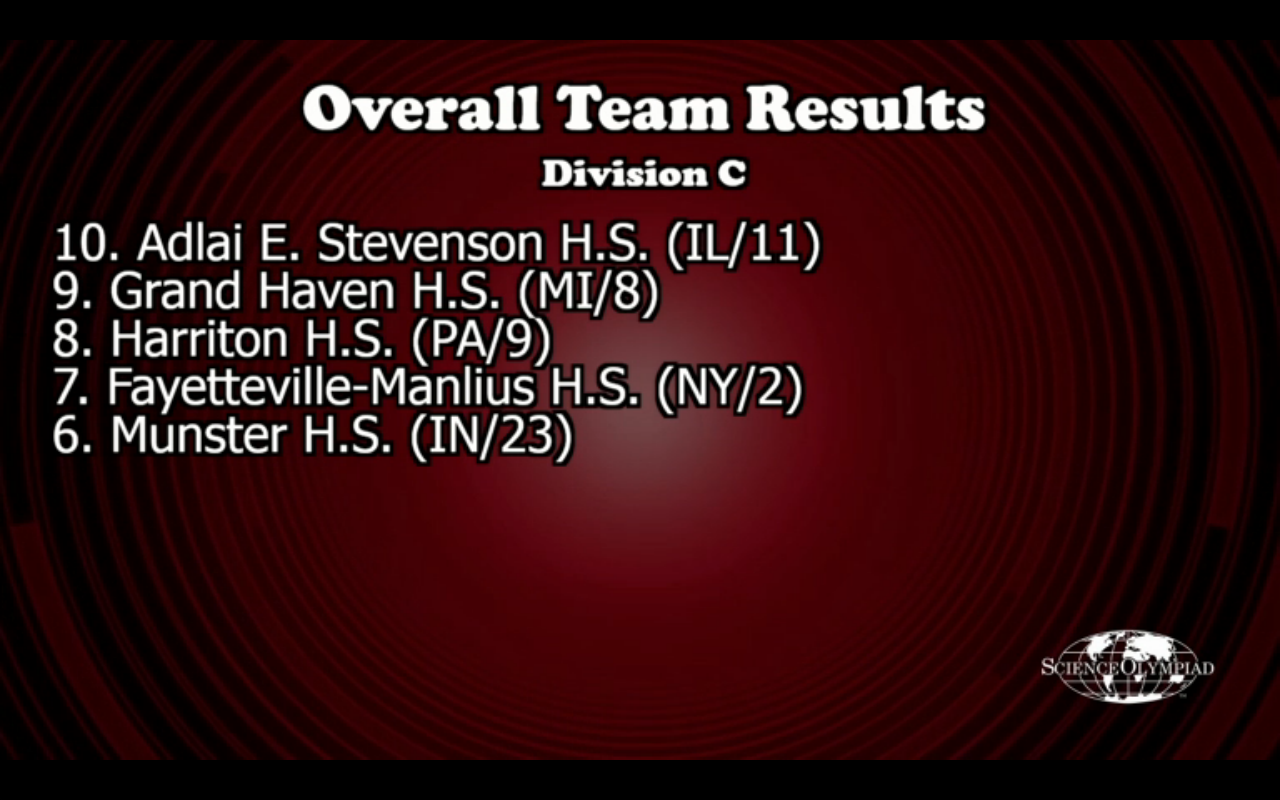 Overall Team Results
Division C
10. Adlai E. Stevenson H.S. (IL/11)
9. Grand Haven H.S. (MI/8)
8. Harriton H.S. (PA/9)
7. Fayetteville-Manlius H.S. (NY/2)
6. Munster H.S. (IN/23)
SCIENCE OLYMPIAD